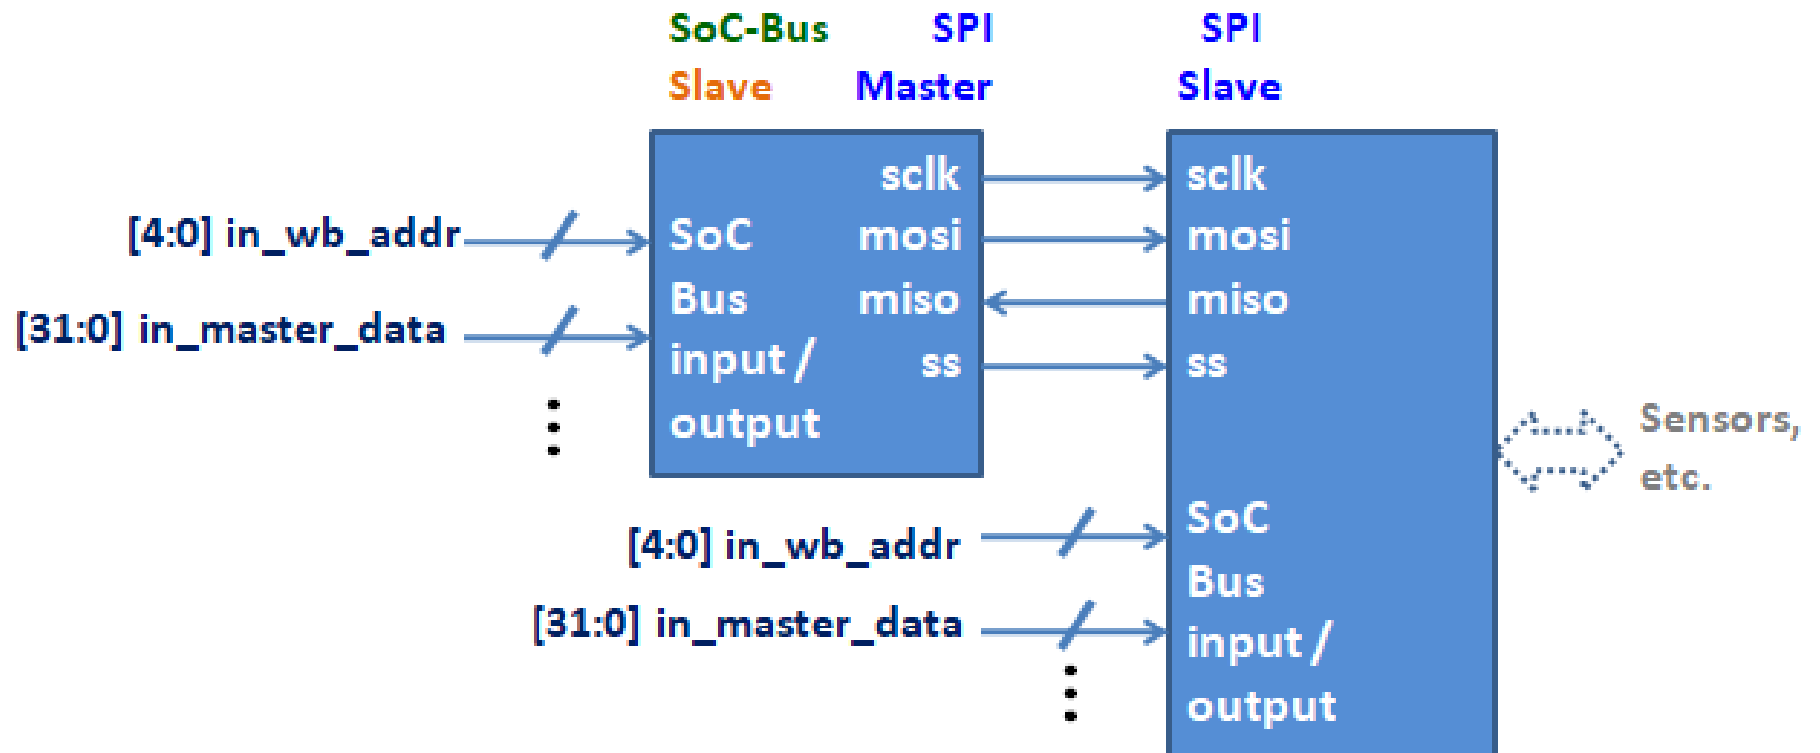 SoC-Bus SPI SPI
Slave Master Slave
sclk sclk
[4:0] in_wb_addr SoC mosi mosi
Bus miso miso
[31:0] in_master_data
input / ss ss
output
Sensors,
etc.
SoC
[4:0] in_wb_addr
Bus
[31:0] in_master_data input /
output